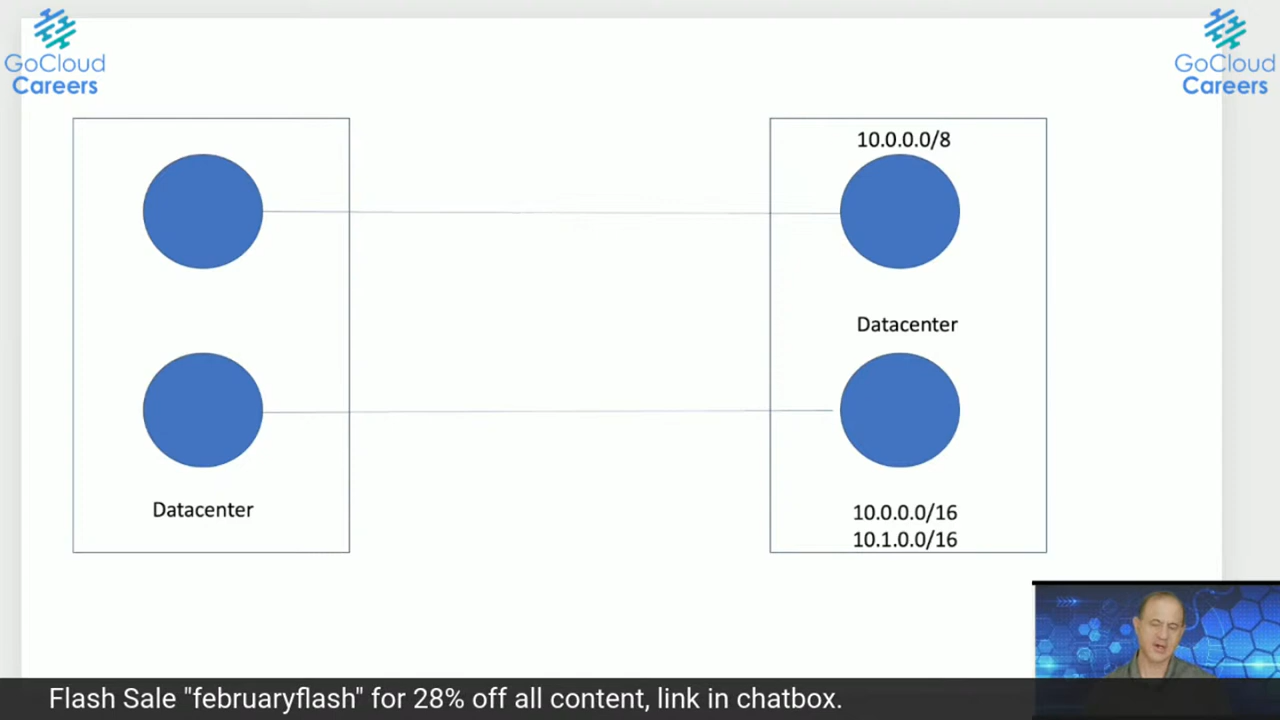 GoCloud
Careers
GoCloud
Careers
10.0.0.0/8
Datacenter
Datacenter
10.0.0.0/16
10.1.0.0/16
Flash Sale "februaryflash" for 28% off all content, link in chatbox.